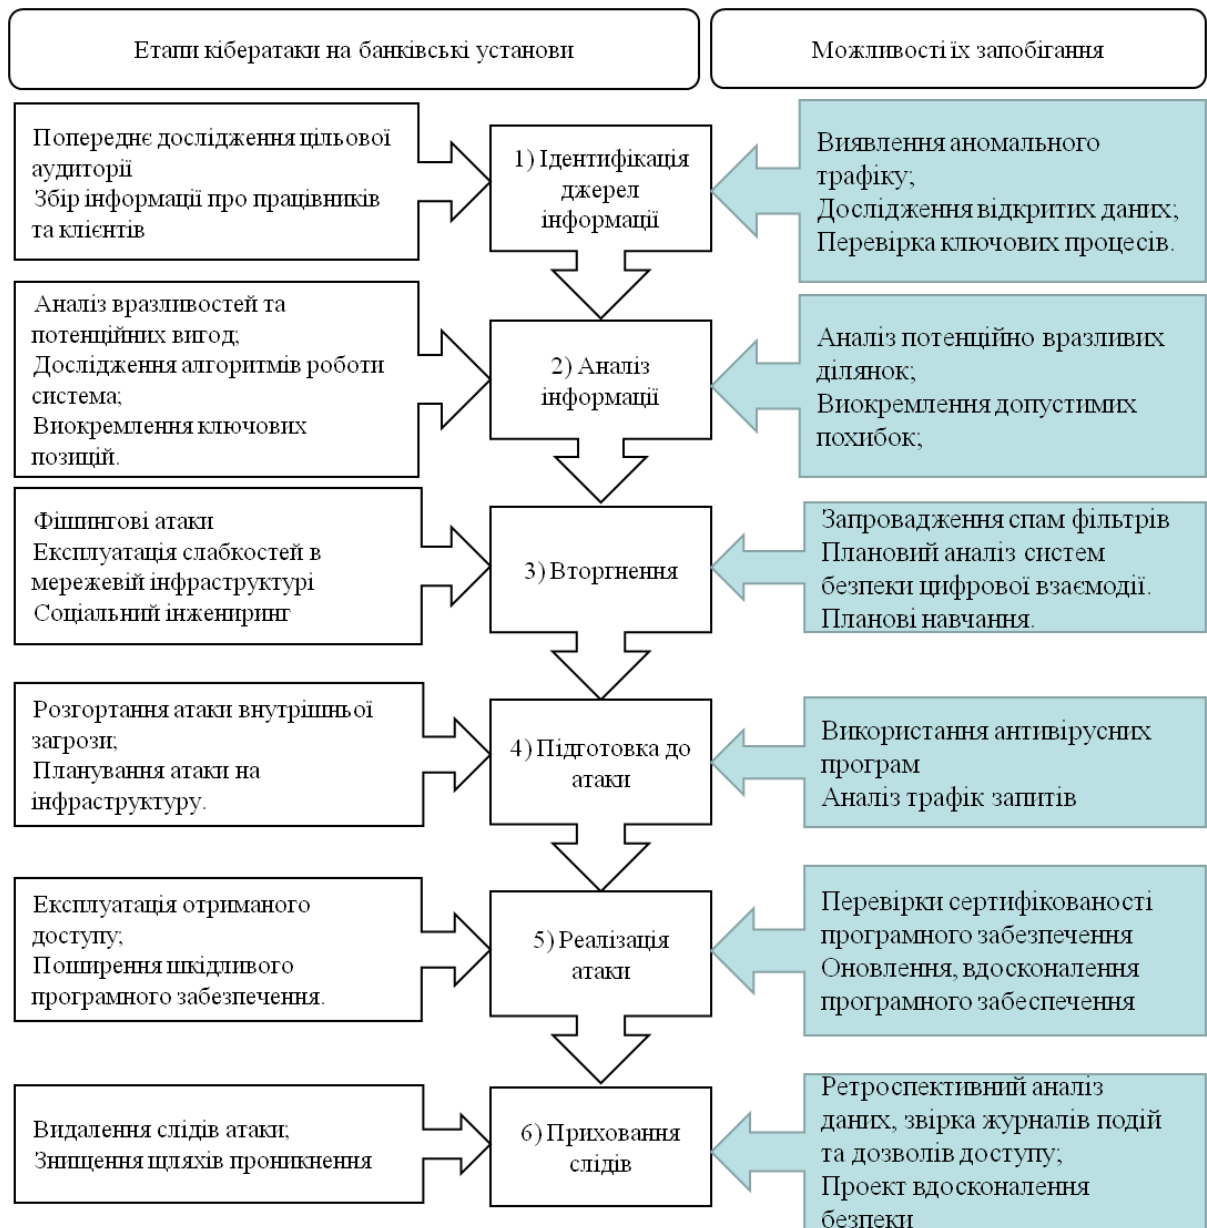 Етапи кібератаки на банківські установи
Можливості їх запобігання
Попереднє дослідження цільової
аудиторії
Збір інформації про працівників
та клієнтів
1) Ідентифікація
джерел
інформації
Виявлення аномального
трафіку;
Дослідження відкритих даних;
Перевірка ключових процесів.
Аналіз вразливостей та
потенційних вигод;
Дослідження алгоритмів роботи
система;
Виокремлення ключових
позицій.
2) Аналіз
інформації
Аналіз потенційно вразливих
ділянок;
Виокремлення допустимих
похибок;
Фішингові атаки
Експлуатація слабкостей в
мережевій інфраструктурі
Соціальний інжениринг
3) Вторгнення
Запровадження спам фільтрів
Плановий аналіз систем
безпеки цифрової взаємодії.
Планові навчання.
Розгортання атаки внутрішньої
загрози;
Планування атаки на
інфраструктуру.
4) Підготовка до
атаки
Використання антивірусних
програм
Аналіз трафік запитів
Експлуатація отриманого
доступу;
Поширення шкідливого
програмного забезпечення.
5) Реалізація
атаки
Перевірки сертифікованості
програмного забезпечення
Оновлення, вдосконалення
програмного забеспечення
Видалення слідів атаки;
Знищення щляхів проникнення
6) Приховання
слідів
Ретроспективний аналіз
даних, звірка журналів подій
та дозволів доступу;
Проект вдосконалення
безпеки